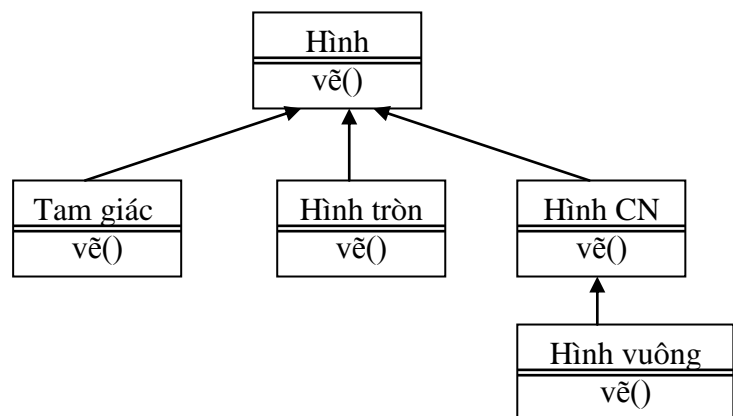 Hình
vẽ()
Tam giác
vẽ()
Hình tròn
vẽ()
Hình CN
vẽ()
Hình vuông
vẽ()